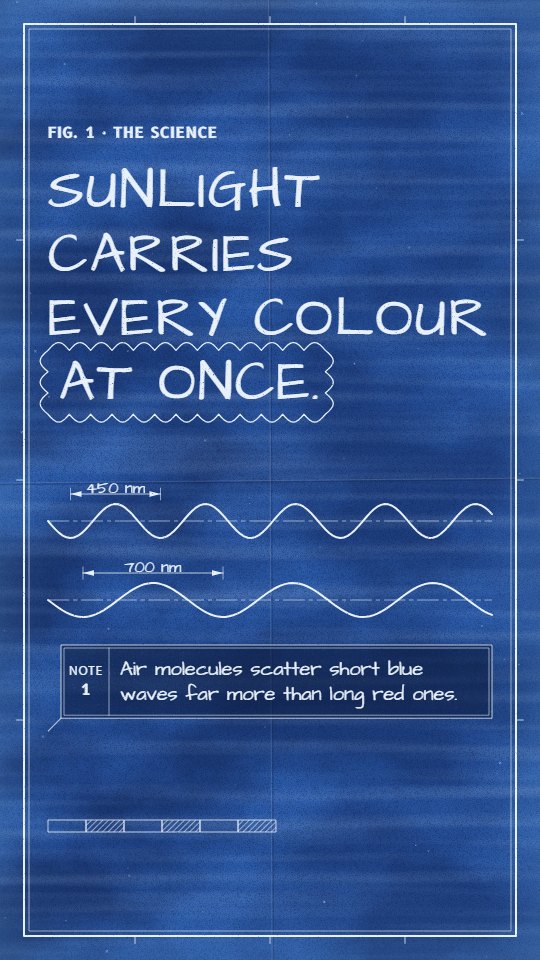 FIG. 1 · THE SCIENCE
SUNLIGHT
CARRIES
EVERY COLOUR
AT ONCE.
450 nm
700 nm
NOTE
1
Air molecules scatter short blue
waves far more than long red ones.